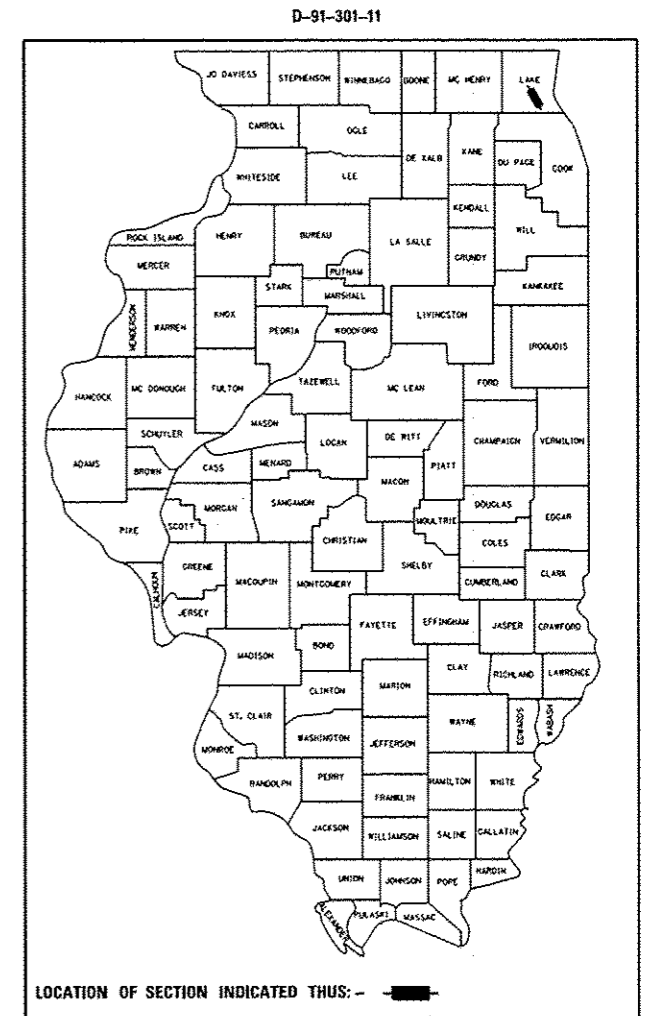 D-91-301-11
JO DAVIESS
STEPHENSON
WINNEBAGO
BOONE
MC HENRY
LAKE
CARROLL
OGLE
DE KALB
KANE
DU PAGE
COOK
WHITESIDE
LEE
KENDALL
WILL
ROCK ISLAND
HENRY
BUREAU
LA SALLE
GRUNDY
MERCER
PUTNAM
KANKAKEE
STARK
MARSHALL
HENDERSON
WARREN
KNOX
PEORIA
WOODFORD
LIVINGSTON
IROQUOIS
HANCOCK
MC DONOUGH
FULTON
TAZEWELL
MC LEAN
FORD
MASON
SCHUYLER
LOGAN
DE WITT
CHAMPAIGN
VERMILION
ADAMS
BROWN
CASS
MENARD
MACON
PIATT
PIKE
SCOTT
MORGAN
SANGAMON
MOULTRIE
DOUGLAS
EDGAR
CHRISTIAN
COLES
SHELBY
GREENE
MACOUPIN
MONTGOMERY
CUMBERLAND
CLARK
CALHOUN
JERSEY
FAYETTE
EFFINGHAM
JASPER
CRAWFORD
MADISON
BOND
CLAY
RICHLAND
LAWRENCE
CLINTON
MARION
ST. CLAIR
WAYNE
EDWARDS
WABASH
MONROE
WASHINGTON
JEFFERSON
RANDOLPH
PERRY
HAMILTON
WHITE
FRANKLIN
JACKSON
WILLIAMSON
SALINE
GALLATIN
UNION
JOHNSON
POPE
HARDIN
ALEXANDER
PULASKI
MASSAC
LOCATION OF SECTION INDICATED THUS: -